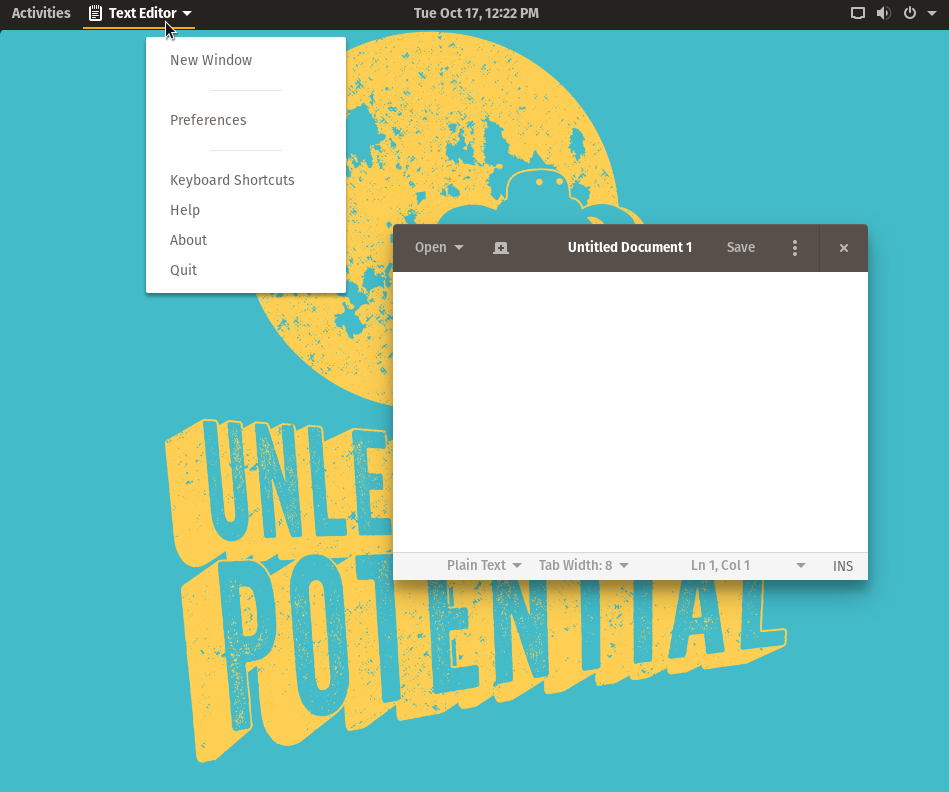 Activities Text Editor Tue Oct 17, 12:22 PM
New Window
Preferences
Keyboard Shortcuts
Help
About
Quit
Open Untitled Document 1 Save
Plain Text Tab Width: 8 Ln 1, Col 1 INS
UNLE
POTENTIAL